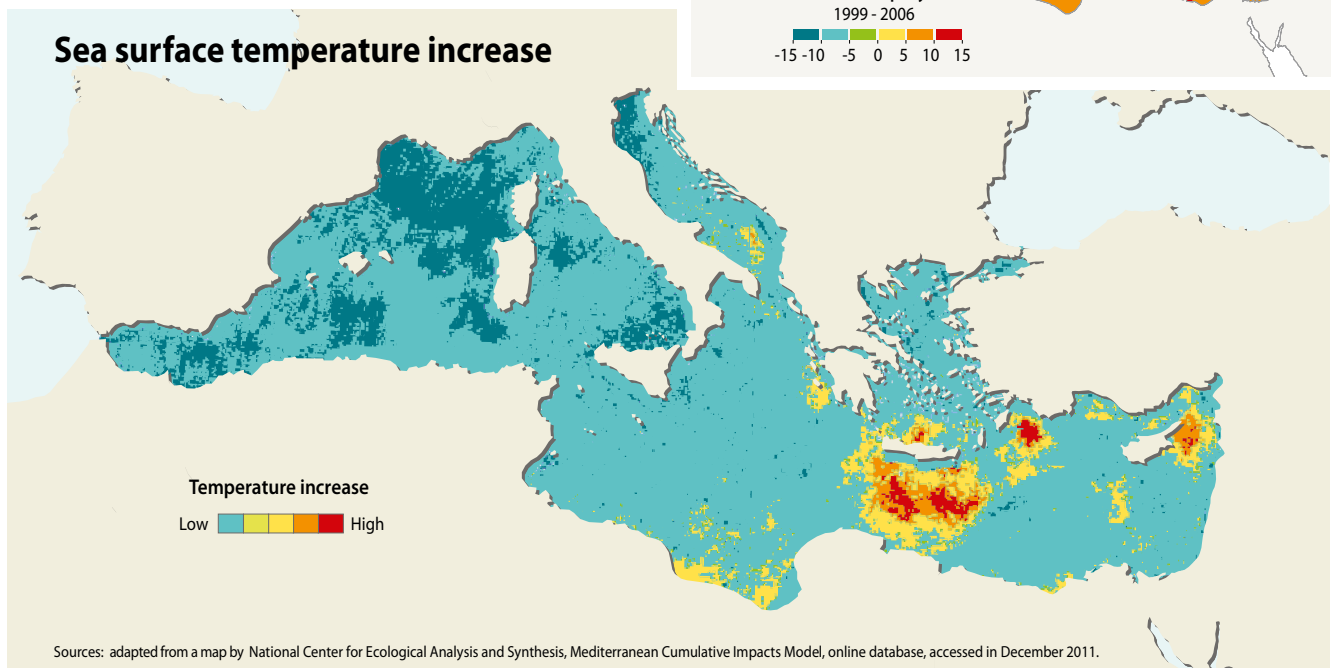 1999 - 2006
-15 -10 -5 0 5 10 15
Sea surface temperature increase
Temperature increase
Low High
Sources: adapted from a map by National Center for Ecological Analysis and Synthesis, Mediterranean Cumulative Impacts Model, online database, accessed in December 2011.